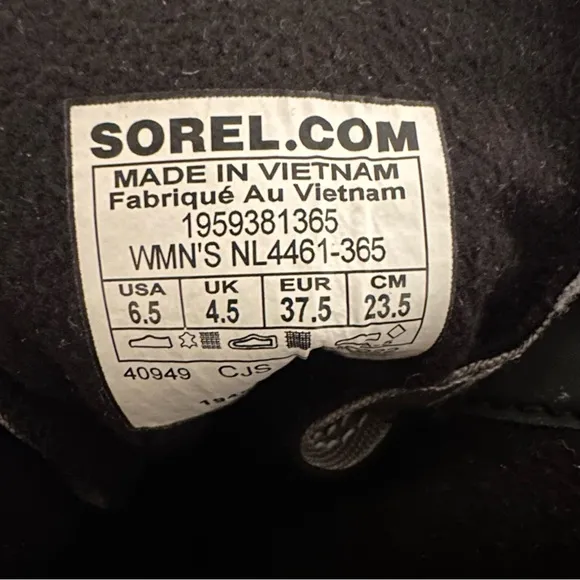 SOREL.COM
MADE IN VIETNAM
Fabriqué Au Vietnam
1959381365
WMN'S NL4461-365
USA UK EUR CM
6.5 4.5 37.5 23.5
40949 CJS